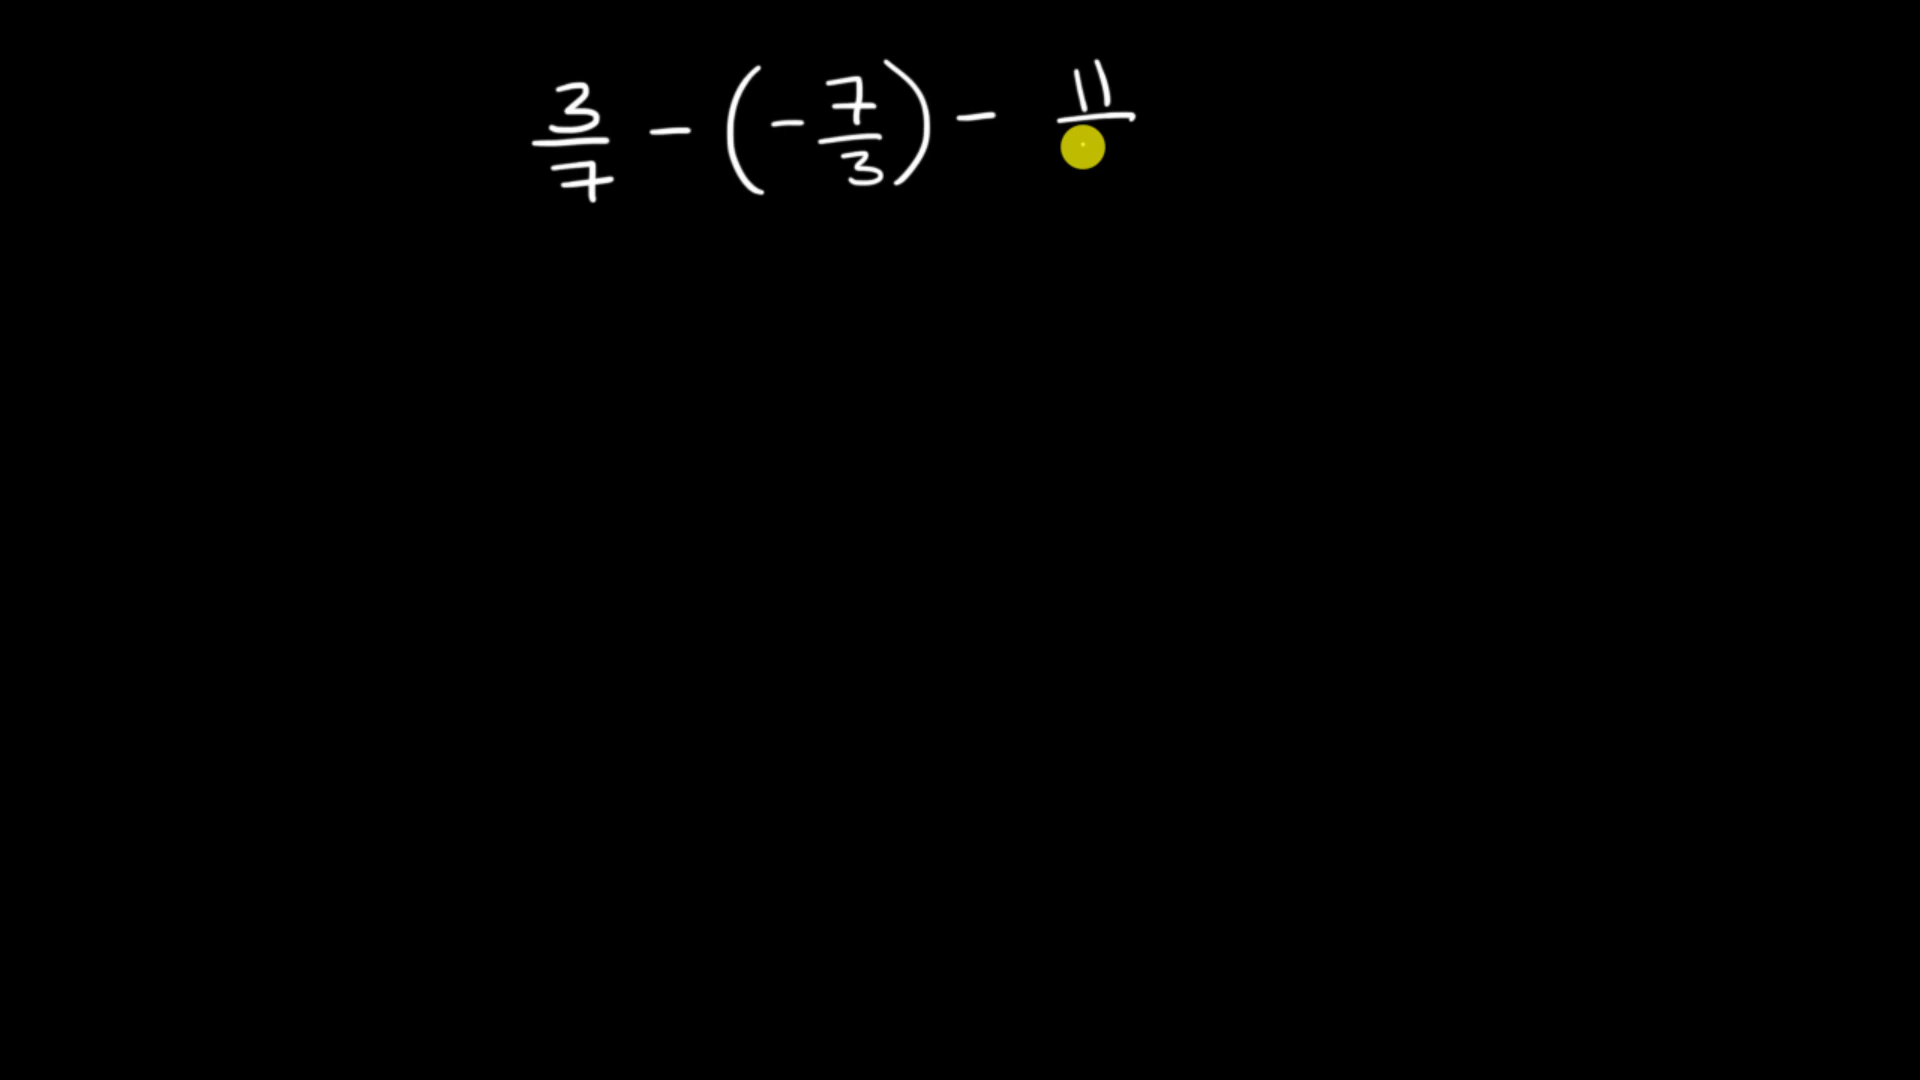 3/7 - (-7/3) - 11/